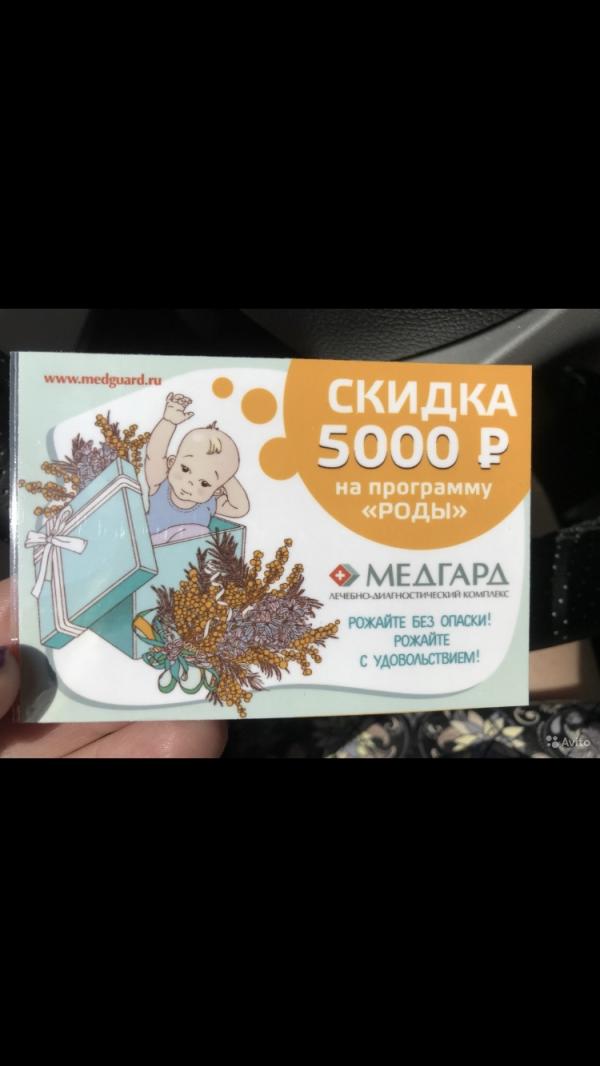 www.medguard.ru
СКИДКА
5000 ₽
на программу
«РОДЫ»
МЕДГАРД
ЛЕЧЕБНО-ДИАГНОСТИЧЕСКИЙ КОМПЛЕКС
РОЖАЙТЕ БЕЗ ОПАСКИ!
РОЖАЙТЕ
С УДОВОЛЬСТВИЕМ!
Avito